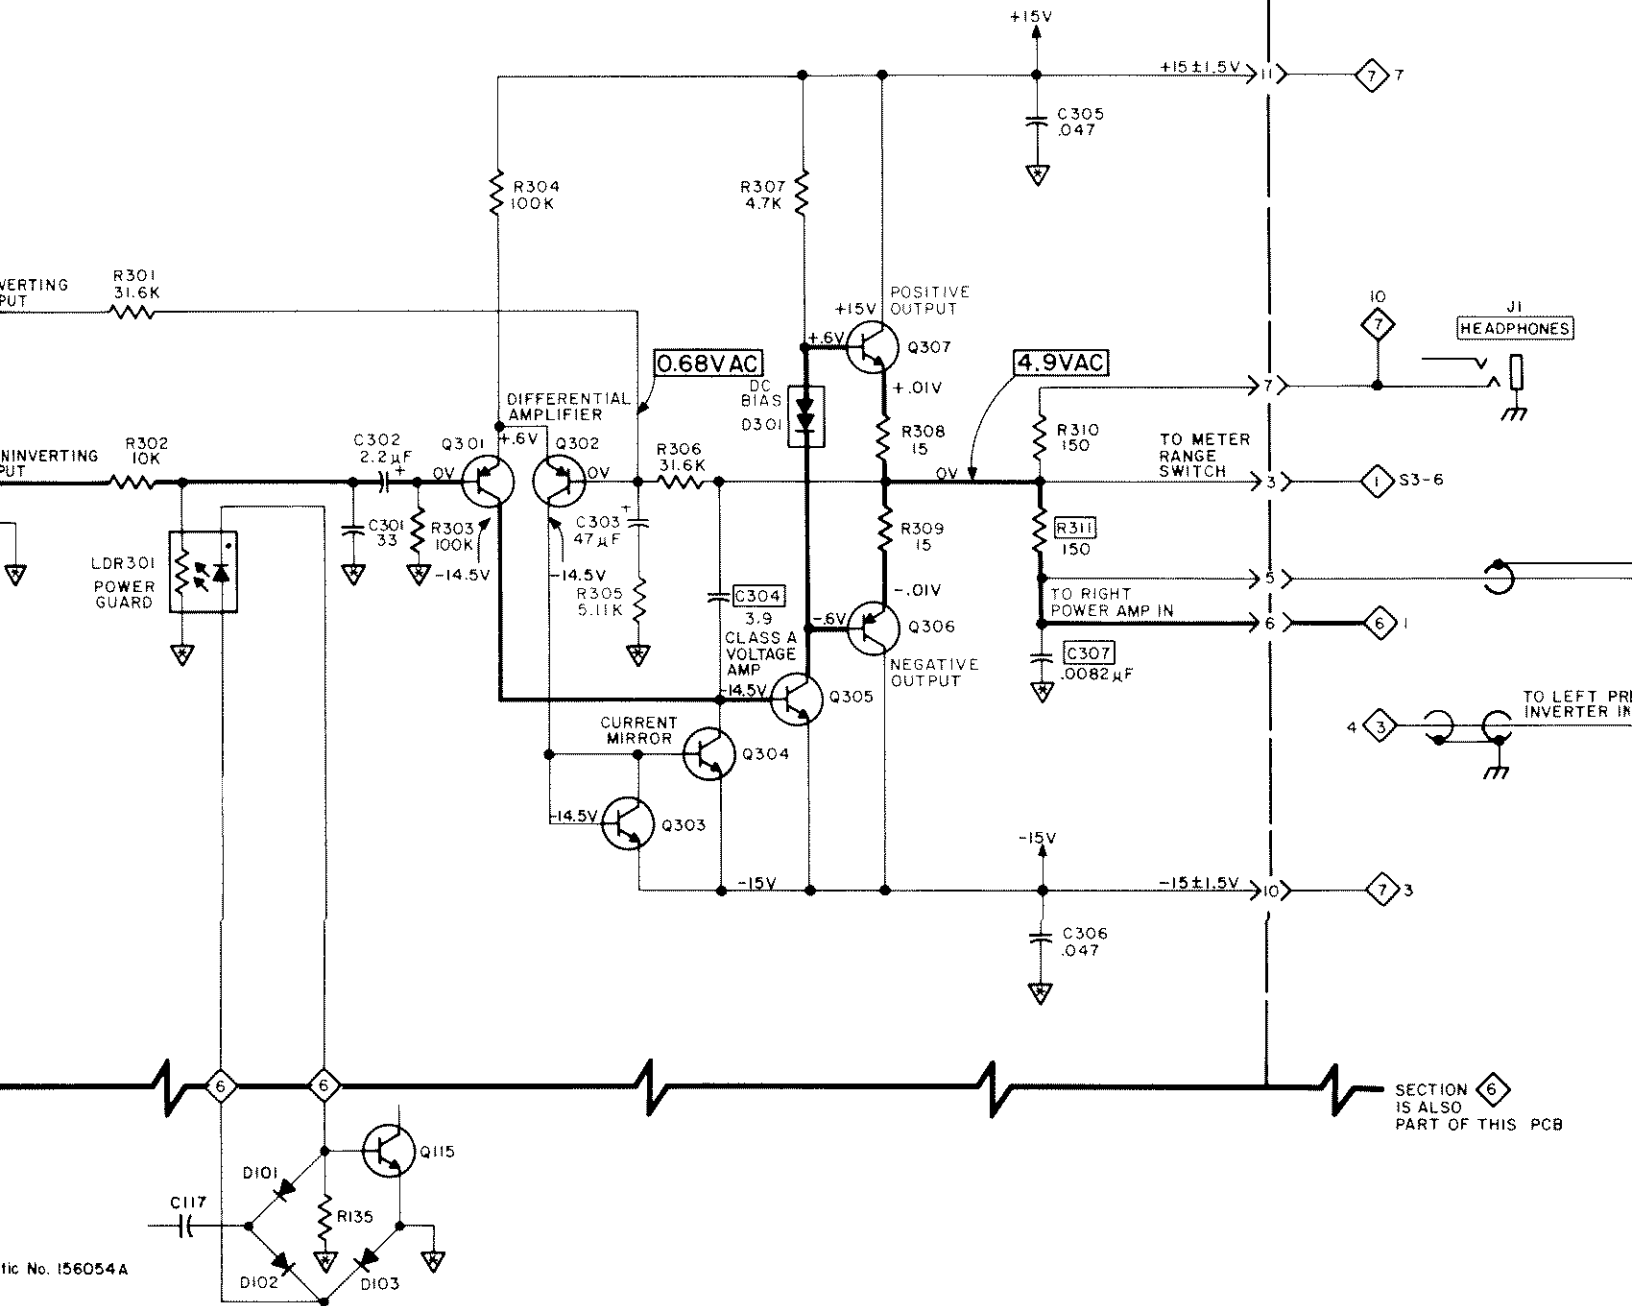 +15V
+15±1.5V
11
7
7
C305
.047
R304
100K
R307
4.7K
VERTING
PUT
R301
31.6K
POSITIVE
OUTPUT
+15V
10
7
J1
HEADPHONES
+.6V
Q307
0.68VAC
4.9VAC
DC
BIAS
D301
+.01V
7
DIFFERENTIAL
AMPLIFIER
NINVERTING
PUT
R302
10K
C302
2.2µF
+
Q301
+.6V
Q302
0V
0V
R306
31.6K
R308
15
0V
R310
150
TO METER
RANGE
SWITCH
3
1
S3-6
C301
33
R303
100K
-14.5V
-14.5V
+
C303
47µF
R305
5.11K
R309
15
R311
150
LDR301
POWER
GUARD
C304
3.9
CLASS A
VOLTAGE
AMP
-.01V
-.6V
Q306
5
TO RIGHT
POWER AMP IN
6
6
1
C307
.0082µF
NEGATIVE
OUTPUT
-14.5V
Q305
CURRENT
MIRROR
Q304
4
3
TO LEFT PR
INVERTER IN
-14.5V
Q303
-15V
-15V
-15±1.5V
10
7
3
C306
.047
6
6
SECTION 6
IS ALSO
PART OF THIS PCB
Q115
D101
C117
R135
D102
D103
tic No. 156054A